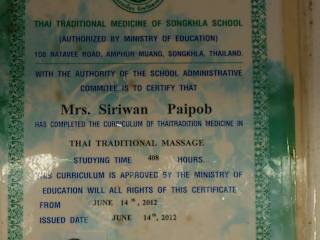 THAI TRADITIONAL MEDICINE OF SONGKHLA SCHOOL
(AUTHORIZED BY MINISTRY OF EDUCATION)
108 NATAVEE ROAD, AMPHUR MUANG, SONGKHLA, THAILAND.
WITH THE AUTHORITY OF THE SCHOOL ADMINISTRATIVE
COMMITEE IS TO CERTIFY THAT
Mrs. Siriwan Paipob
HAS COMPLETED THE CURRICULUM OF THAITRADITION MEDICINE IN
THAI TRADITIONAL MASSAGE
STUDYING TIME 408 HOURS.
THIS CURRICULUM IS APPROVED BY THE MINISTRY OF
EDUCATION WILL ALL RIGHTS OF THIS CERTIFICATE
FROM JUNE 14 th, 2012
ISSUED DATE JUNE 14th, 2012